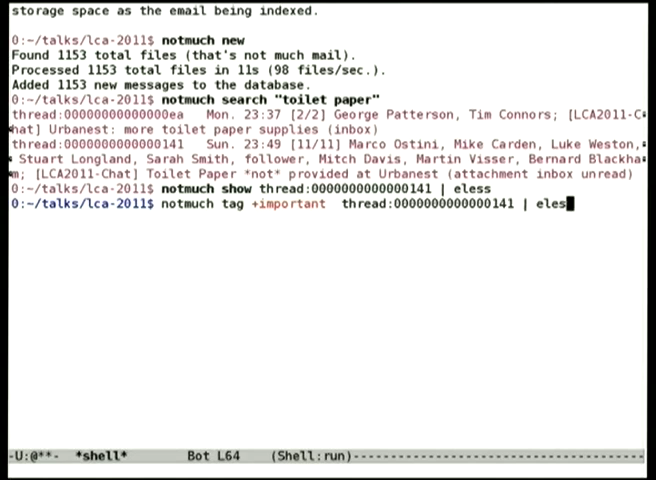 storage space as the email being indexed.
0:~/talks/lca-2011$ notmuch new
Found 1153 total files (that's not much mail).
Processed 1153 total files in 11s (98 files/sec.).
Added 1153 new messages to the database.
0:~/talks/lca-2011$ notmuch search "toilet paper"
thread:00000000000000ea   Mon. 23:37 [2/2] George Patterson, Tim Connors; [LCA2011-C
hat] Urbanest: more toilet paper supplies (inbox)
thread:0000000000000141   Sun. 23:49 [11/11] Marco Ostini, Mike Carden, Luke Weston,
Stuart Longland, Sarah Smith, follower, Mitch Davis, Martin Visser, Bernard Blackha
m; [LCA2011-Chat] Toilet Paper *not* provided at Urbanest (attachment inbox unread)
0:~/talks/lca-2011$ notmuch show thread:0000000000000141 | eless
0:~/talks/lca-2011$ notmuch tag +important  thread:0000000000000141 | eles
-U:@**-  *shell*        Bot L64    (Shell:run)----------------------------------------